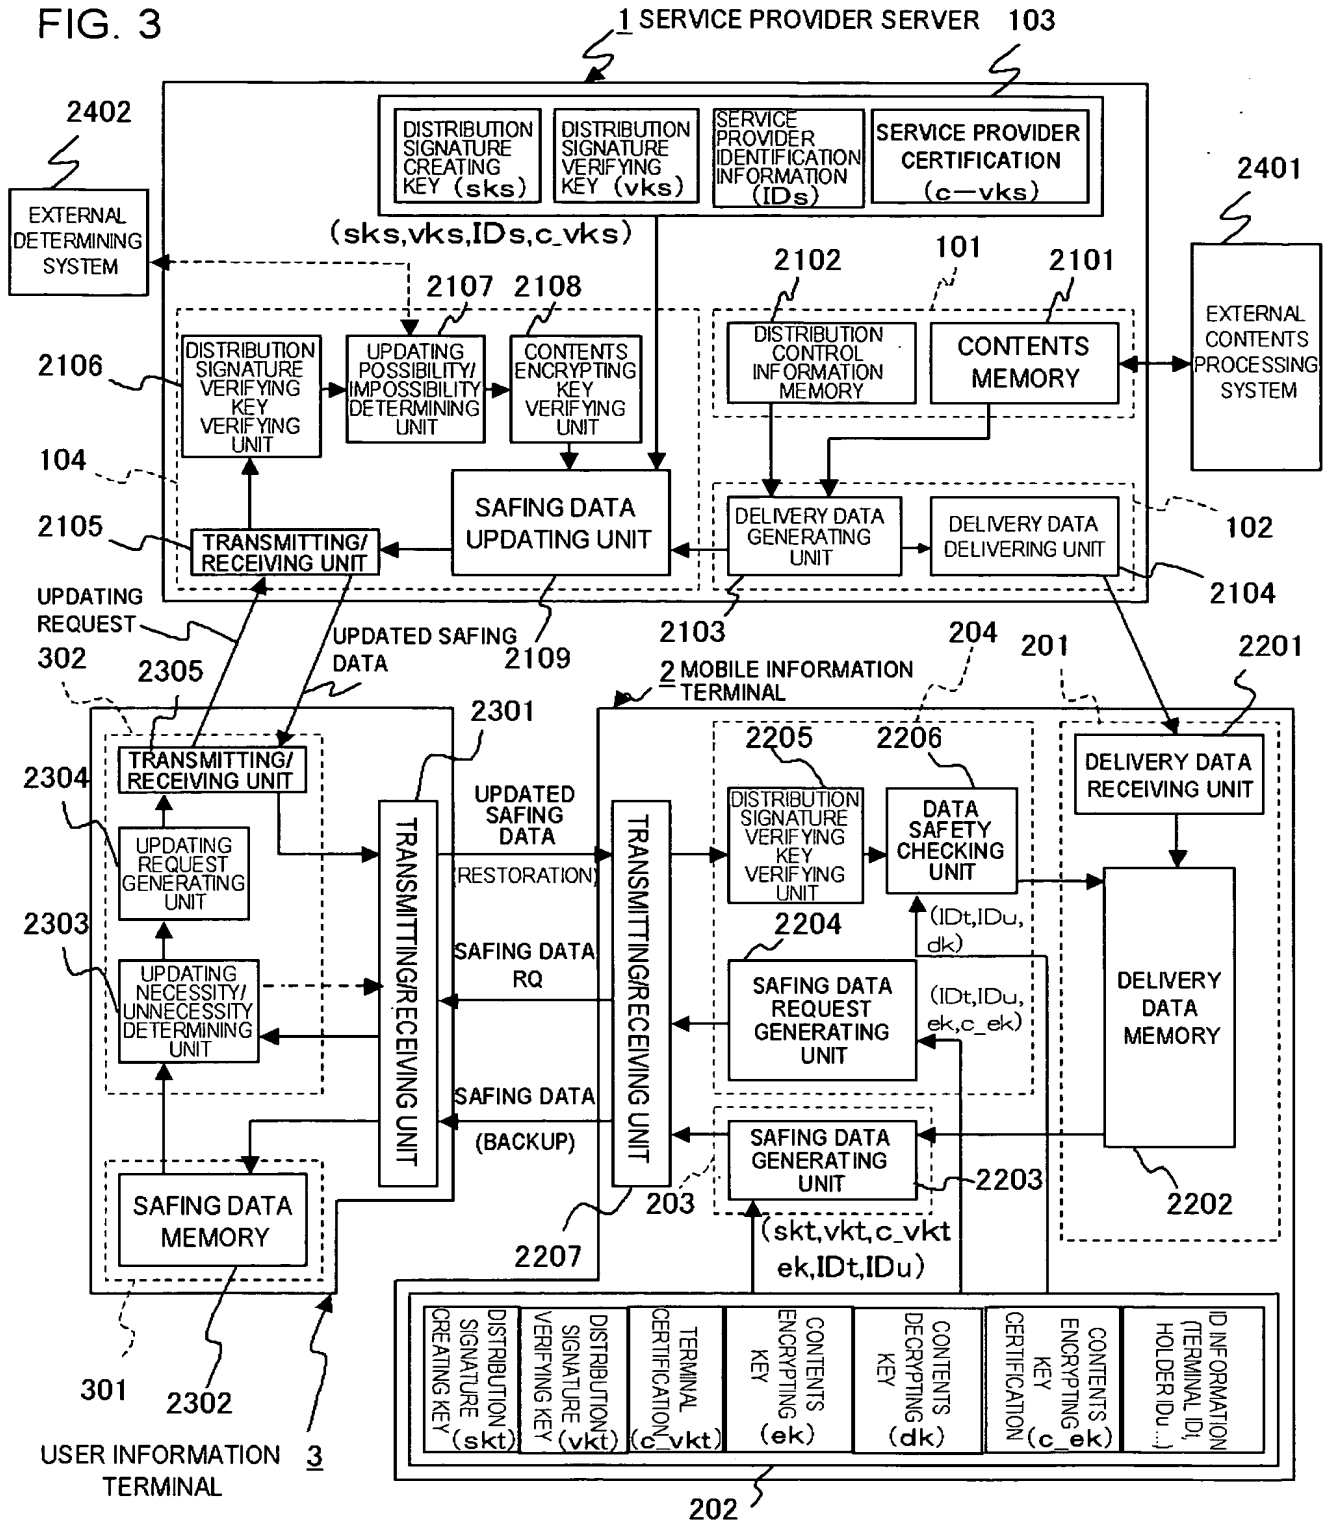 FIG. 3
1 SERVICE PROVIDER SERVER
103
2402
DISTRIBUTION
SIGNATURE
CREATING
KEY (sks)
DISTRIBUTION
SIGNATURE
VERIFYING
KEY (vks)
SERVICE
PROVIDER
IDENTIFICATION
INFORMATION
(IDs)
SERVICE PROVIDER
CERTIFICATION
(c-vks)
2401
EXTERNAL
DETERMINING
SYSTEM
(sks,vks,IDs,c_vks)
2107
2108
2102
101
2101
2106
DISTRIBUTION
SIGNATURE
VERIFYING
KEY
VERIFYING
UNIT
UPDATING
POSSIBILITY/
IMPOSSIBILITY
DETERMINING
UNIT
CONTENTS
ENCRYPTING
KEY
VERIFYING
UNIT
DISTRIBUTION
CONTROL
INFORMATION
MEMORY
CONTENTS
MEMORY
EXTERNAL
CONTENTS
PROCESSING
SYSTEM
104
2105
TRANSMITTING/
RECEIVING UNIT
SAFING DATA
UPDATING UNIT
DELIVERY DATA
GENERATING
UNIT
DELIVERY DATA
DELIVERING UNIT
102
2104
UPDATING
REQUEST
UPDATED SAFING
DATA
2109
2103
204
201
2201
302
2305
2301
2 MOBILE INFORMATION
TERMINAL
2304
TRANSMITTING/
RECEIVING UNIT
UPDATING
REQUEST
GENERATING
UNIT
2303
UPDATING
NECESSITY/
UNNECESSITY
DETERMINING
UNIT
SAFING DATA
MEMORY
301
2302
USER INFORMATION
TERMINAL
3
TRANSMITTING/RECEIVING UNIT
UPDATED
SAFING
DATA
(RESTORATION)
SAFING DATA
RQ
SAFING DATA
(BACKUP)
TRANSMITTING/RECEIVING UNIT
2207
2205
2206
DISTRIBUTION
SIGNATURE
VERIFYING
KEY
VERIFYING
UNIT
DATA
SAFETY
CHECKING
UNIT
DELIVERY DATA
RECEIVING UNIT
(IDt,IDu,
dk)
2204
SAFING DATA
REQUEST
GENERATING
UNIT
(IDt,IDu,
ek,c_ek)
DELIVERY
DATA
MEMORY
SAFING DATA
GENERATING
UNIT
203
2203
2202
(skt,vkt,c_vkt
ek,IDt,IDu)
DISTRIBUTION
SIGNATURE
CREATING KEY
(skt)
DISTRIBUTION
SIGNATURE
VERIFYING KEY
(vkt)
TERMINAL
CERTIFICATION
(c_vkt)
CONTENTS
ENCRYPTING
KEY
(ek)
CONTENTS
DECRYPTING
KEY
(dk)
CONTENTS
ENCRYPTING
KEY
CERTIFICATION
(c_ek)
ID INFORMATION
(TERMINAL IDt,
HOLDER IDu...)
202